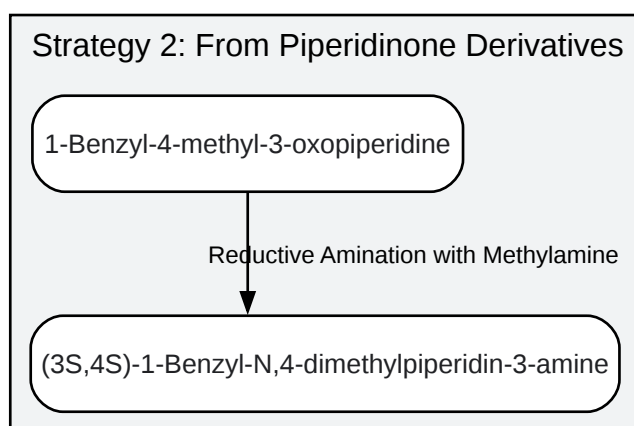 Strategy 2: From Piperidinone Derivatives
1-Benzyl-4-methyl-3-oxopiperidine
Reductive Amination with Methylamine
(3S,4S)-1-Benzyl-N,4-dimethylpiperidin-3-amine